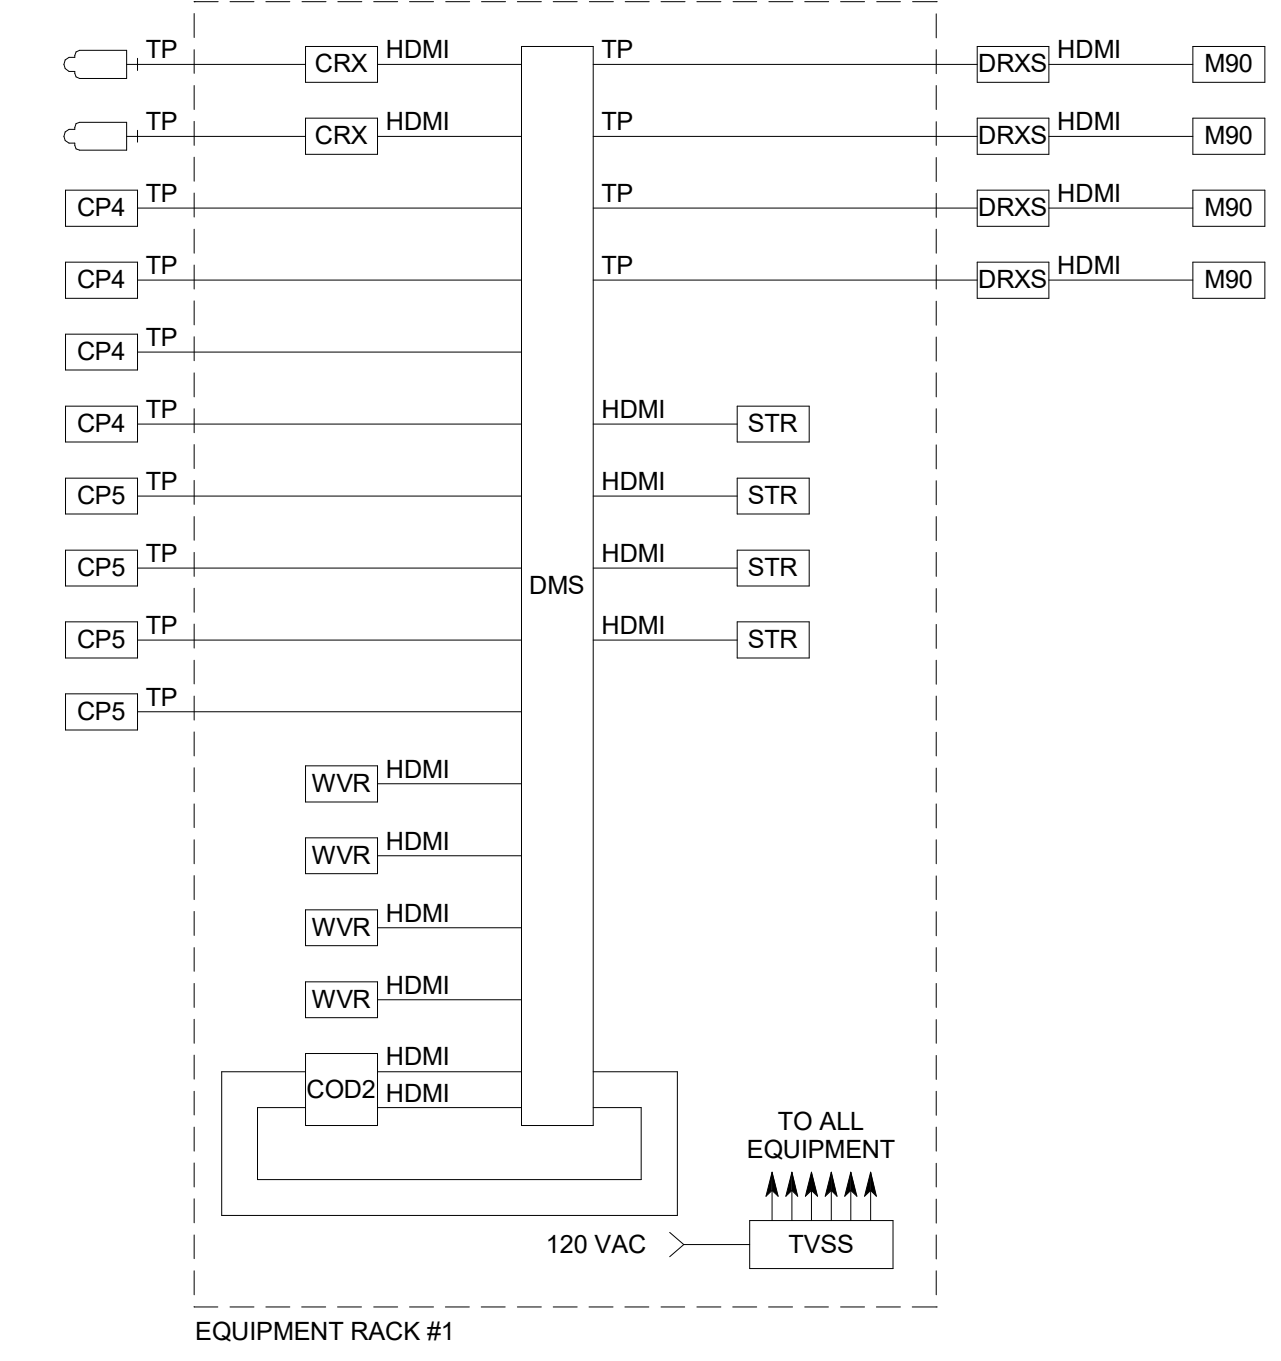 TP CRX HDMI TP DRXS HDMI M90
TP CRX HDMI TP DRXS HDMI M90
CP4 TP TP DRXS HDMI M90
CP4 TP TP DRXS HDMI M90
CP4 TP
CP4 TP HDMI STR
CP5 TP HDMI STR
CP5 TP HDMI STR
DMS
CP5 TP HDMI STR
CP5 TP
WVR HDMI
WVR HDMI
WVR HDMI
WVR HDMI
HDMI
COD2 HDMI
TO ALL
EQUIPMENT
120 VAC TVSS
EQUIPMENT RACK #1